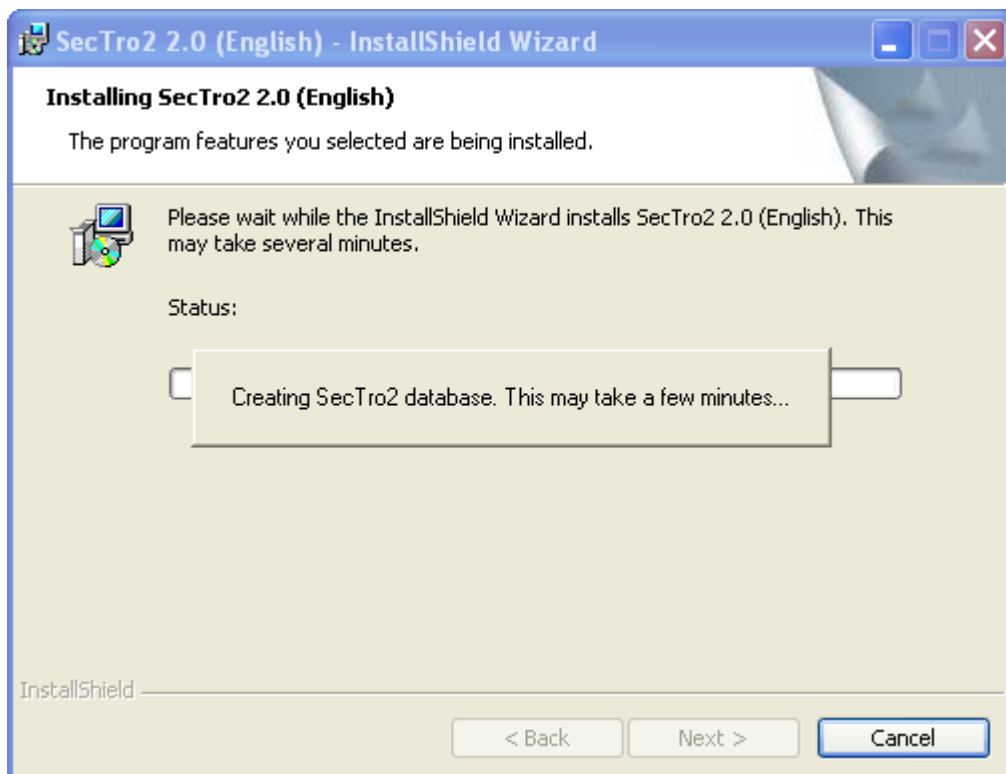 SecTro2 2.0 (English) - InstallShield Wizard
Installing SecTro2 2.0 (English)
The program features you selected are being installed.
Please wait while the InstallShield Wizard installs SecTro2 2.0 (English). This
may take several minutes.
Status:
Creating SecTro2 database. This may take a few minutes...
InstallShield
< Back
Next >
Cancel